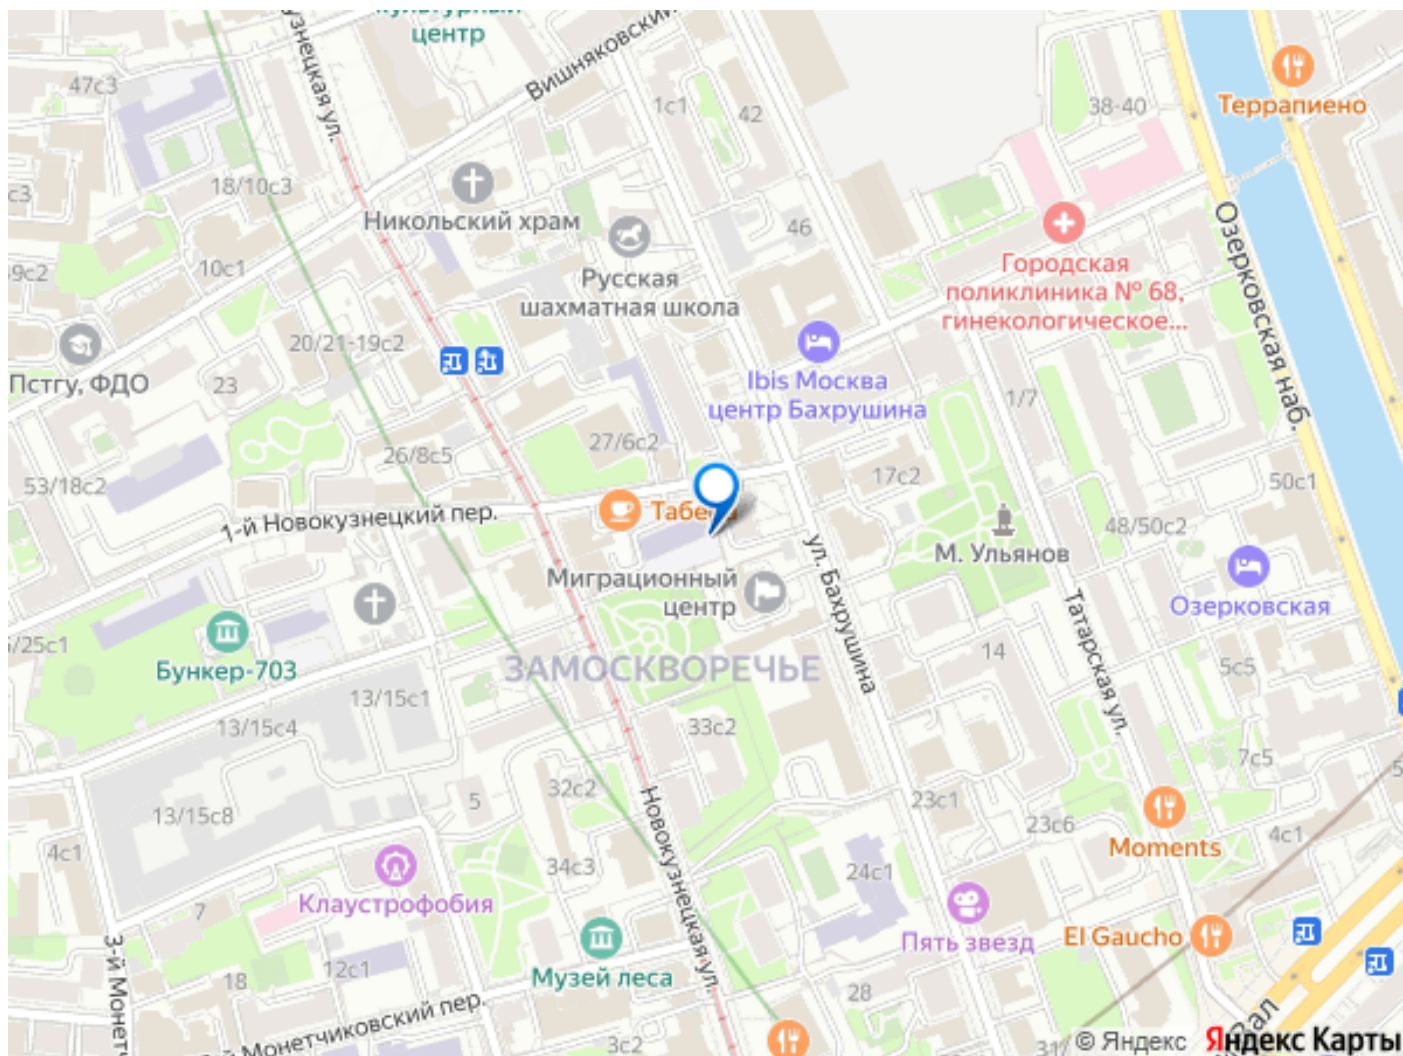 культурный
центр
Вишняковский
47с3
1с1
42
38-40
Террапиено
18/10с3
Никольский храм
46
Городская
поликлиника № 68,
гинекологическое...
Озерковская наб.
10с1
Русская
шахматная школа
20/21-19с2
Пстгу, ФДО
23
Ibis Москва
центр Бахрушина
1/7
27/6с2
26/8с5
17с2
50с1
53/18с2
1-й Новокузнецкий пер.
48/50с2
М. Ульянов
ул. Бахрушина
Миграционный
центр
Озерковская
Татарская ул.
Бункер-703
ЗАМОСКВОРЕЧЬЕ
14
5с5
13/15с1
13/15с4
33с2
7с5
32с2
5
13/15с8
Новокузнецкая ул.
23с1
23с6
Moments
4с1
4с1
34с3
24с1
Клаустрофобия
7
Пять звезд
El Gaucho
Музей леса
12с1
18
28
Монетчиковский пер.
3с2
© Яндекс
Яндекс Карты